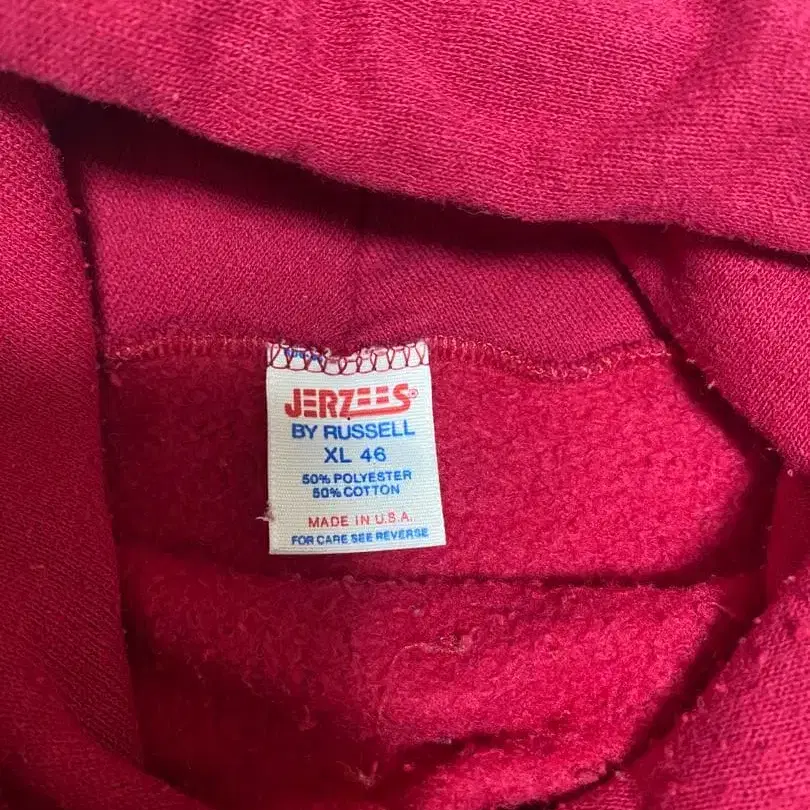 JERZEES®
BY RUSSELL
XL 46
50% POLYESTER
50% COTTON
MADE IN U.S.A.
FOR CARE SEE REVERSE